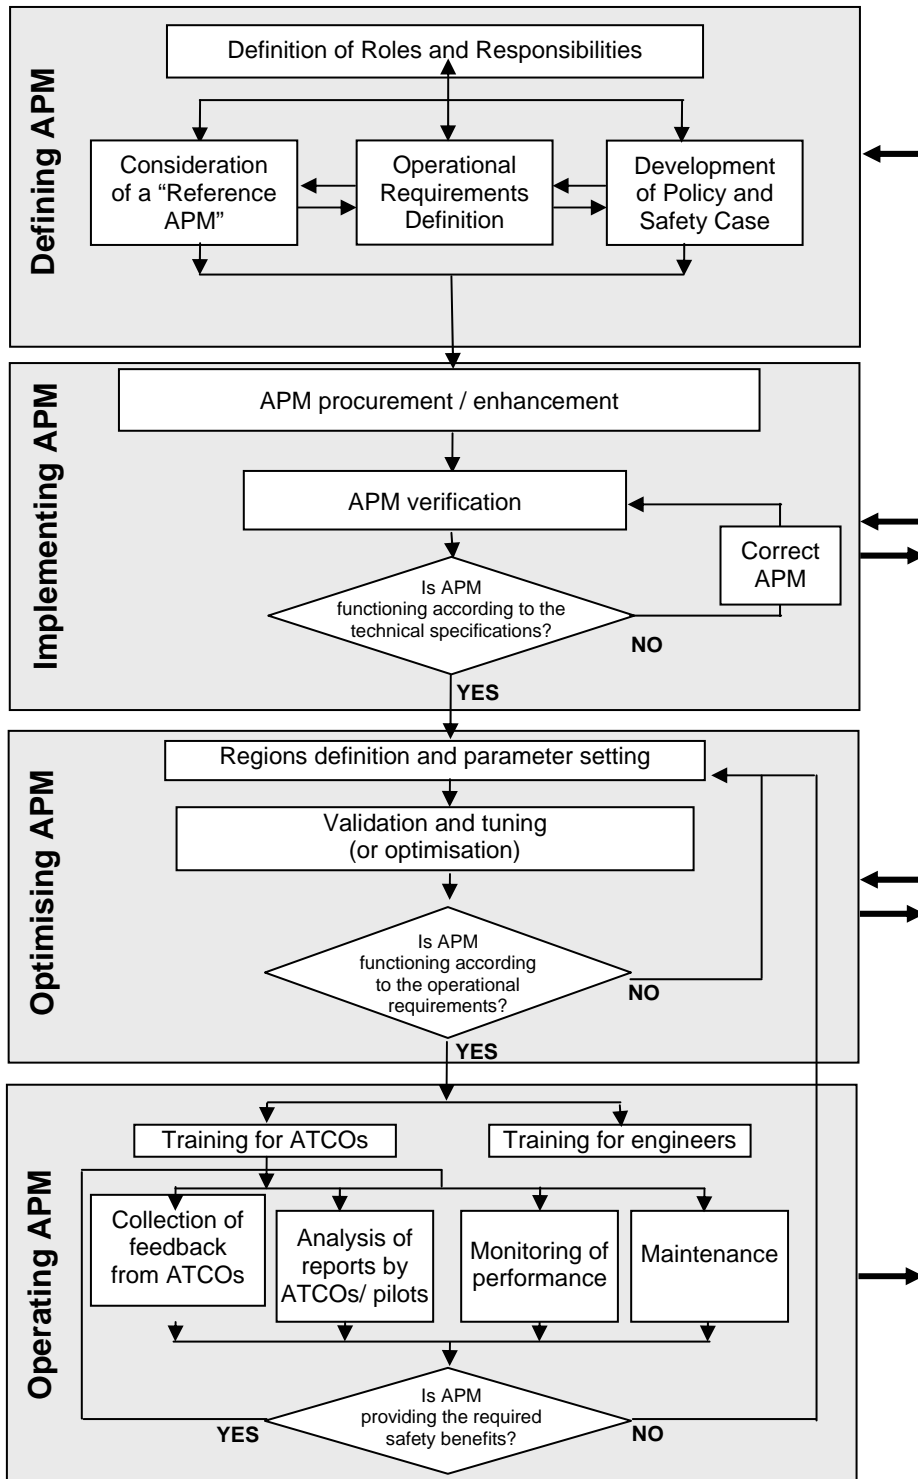 Defining APM
Definition of Roles and Responsibilities
Consideration
of a “Reference
APM”
Operational
Requirements
Definition
Development
of Policy and
Safety Case
Implementing APM
APM procurement / enhancement
APM verification
Correct
APM
Is APM
functioning according to the
technical specifications?
NO
YES
Optimising APM
Regions definition and parameter setting
Validation and tuning
(or optimisation)
Is APM
functioning according
to the operational
requirements?
NO
YES
Operating APM
Training for ATCOs
Training for engineers
Collection of
feedback
from ATCOs
Analysis of
reports by
ATCOs/ pilots
Monitoring of
performance
Maintenance
Is APM
providing the required
safety benefits?
YES
NO